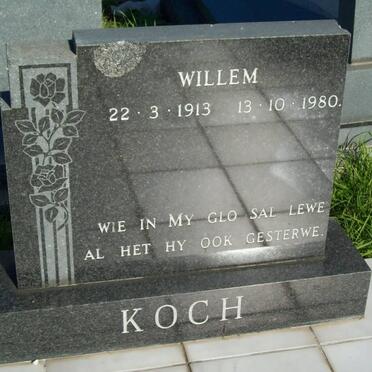 WILLEM
22 · 3 · 1913 13 · 10 · 1980.
WIE IN MY GLO SAL LEWE
AL HET HY OOK GESTERWE.
KOCH